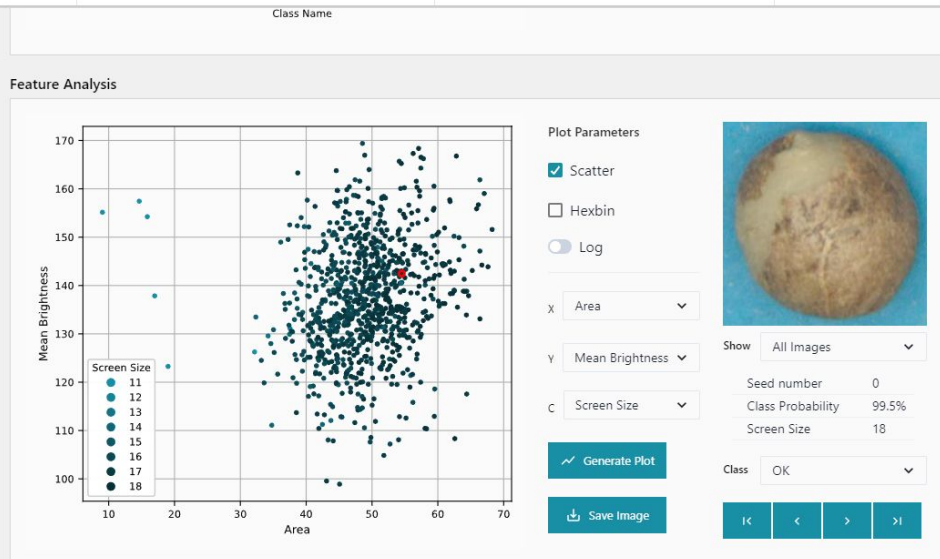 Class Name
Feature Analysis
170
160
150
140
130
120
110
100
Mean Brightness
Screen Size
11
12
13
14
15
16
17
18
10 20 30 40 50 60 70
Area
Plot Parameters
Scatter
Hexbin
Log
X Area
Y Mean Brightness
C Screen Size
Generate Plot
Save Image
Show All Images
Seed number 0
Class Probability 99.5%
Screen Size 18
Class OK